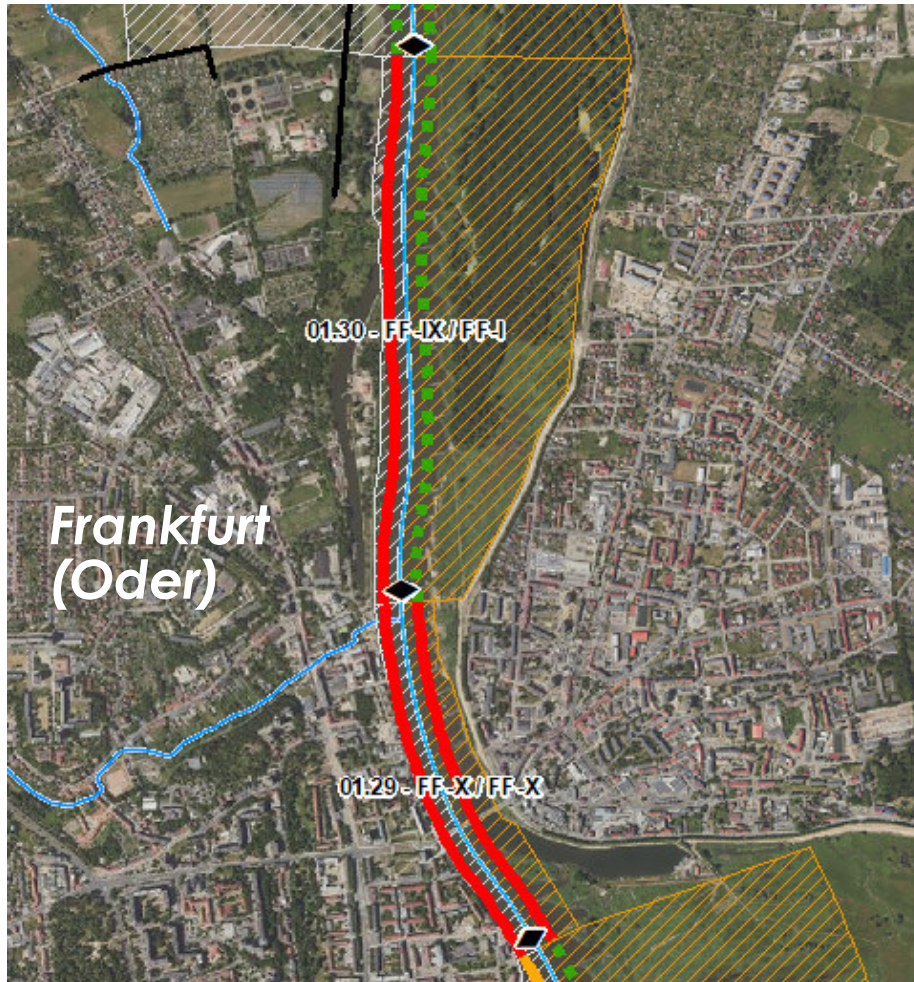 01.30 - FF-IX / FF-I
Frankfurt
(Oder)
01.29 - FF-X / FF-X